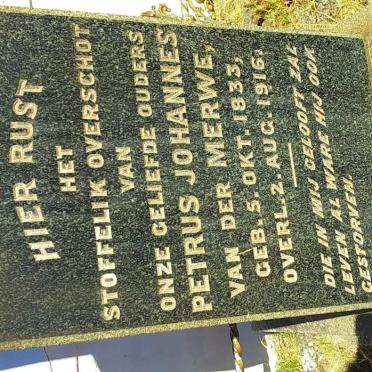 HIER RUST
HET
STOFFELIK OVERSCHOT
VAN
ONZE GELIEFDE OUDERS
PETRUS JOHANNES
VAN DER MERWE,
GEB. 5. OKT. 1833,
OVERL. 2. AUG. 1916.
DIE IN MIJ GELOOFT ZAL
LEVEN AL WARE HIJ OOK
GESTORVEN.